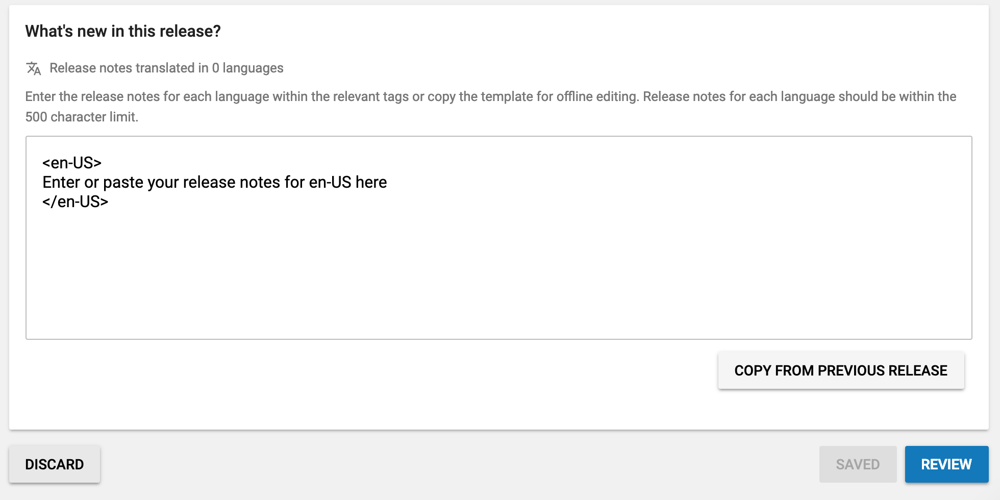 What's new in this release?
Release notes translated in 0 languages
Enter the release notes for each language within the relevant tags or copy the template for offline editing. Release notes for each language should be within the
500 character limit.
<en-US>
Enter or paste your release notes for en-US here
</en-US>
COPY FROM PREVIOUS RELEASE
DISCARD
SAVED
REVIEW